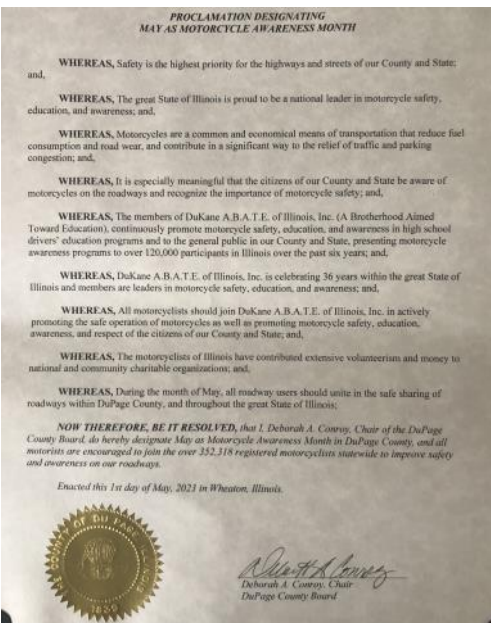 PROCLAMATION DESIGNATING
MAY AS MOTORCYCLE AWARENESS MONTH
WHEREAS, Safety is the highest priority for the highways and streets of our County and State;
and,
WHEREAS, The great State of Illinois is proud to be a national leader in motorcycle safety,
education, and awareness; and,
WHEREAS, Motorcycles are a common and economical means of transportation that reduce fuel
consumption and road wear, and contribute in a significant way to the relief of traffic and parking
congestion; and,
WHEREAS, It is especially meaningful that the citizens of our County and State be aware of
motorcycles on the roadways and recognize the importance of motorcycle safety; and,
WHEREAS, The members of DuKane A.B.A.T.E. of Illinois, Inc. (A Brotherhood Aimed
Toward Education), continuously promote motorcycle safety, education, and awareness in high school
drivers' education programs and to the general public in our County and State, presenting motorcycle
awareness programs to over 120,000 participants in Illinois over the past six years; and,
WHEREAS, DuKane A.B.A.T.E. of Illinois, Inc. is celebrating 36 years within the great State of
Illinois and members are leaders in motorcycle safety, education, and awareness; and,
WHEREAS, All motorcyclists should join DuKane A.B.A.T.E. of Illinois, Inc. in actively
promoting the safe operation of motorcycles as well as promoting motorcycle safety, education,
awareness, and respect of the citizens of our County and State; and,
WHEREAS, The motorcyclists of Illinois have contributed extensive volunteerism and money to
national and community charitable organizations; and,
WHEREAS, During the month of May, all roadway users should unite in the safe sharing of
roadways within DuPage County, and throughout the great State of Illinois;
NOW THEREFORE, BE IT RESOLVED, that I, Deborah A. Conroy, Chair of the DuPage
County Board, do hereby designate May as Motorcycle Awareness Month in DuPage County, and all
motorists are encouraged to join the over 352,318 registered motorcyclists statewide to improve safety
and awareness on our roadways.
Enacted this 1st day of May, 2023 in Wheaton, Illinois.
COUNTY OF DU PAGE ILLINOIS
1839
Deborah A. Conroy
Deborah A. Conroy, Chair
DuPage County Board